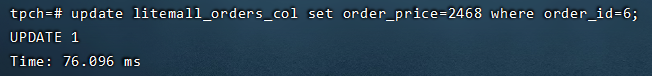 tpch=# update litemall_orders_col set order_price=2468 where order_id=6;
UPDATE 1
Time: 76.096 ms